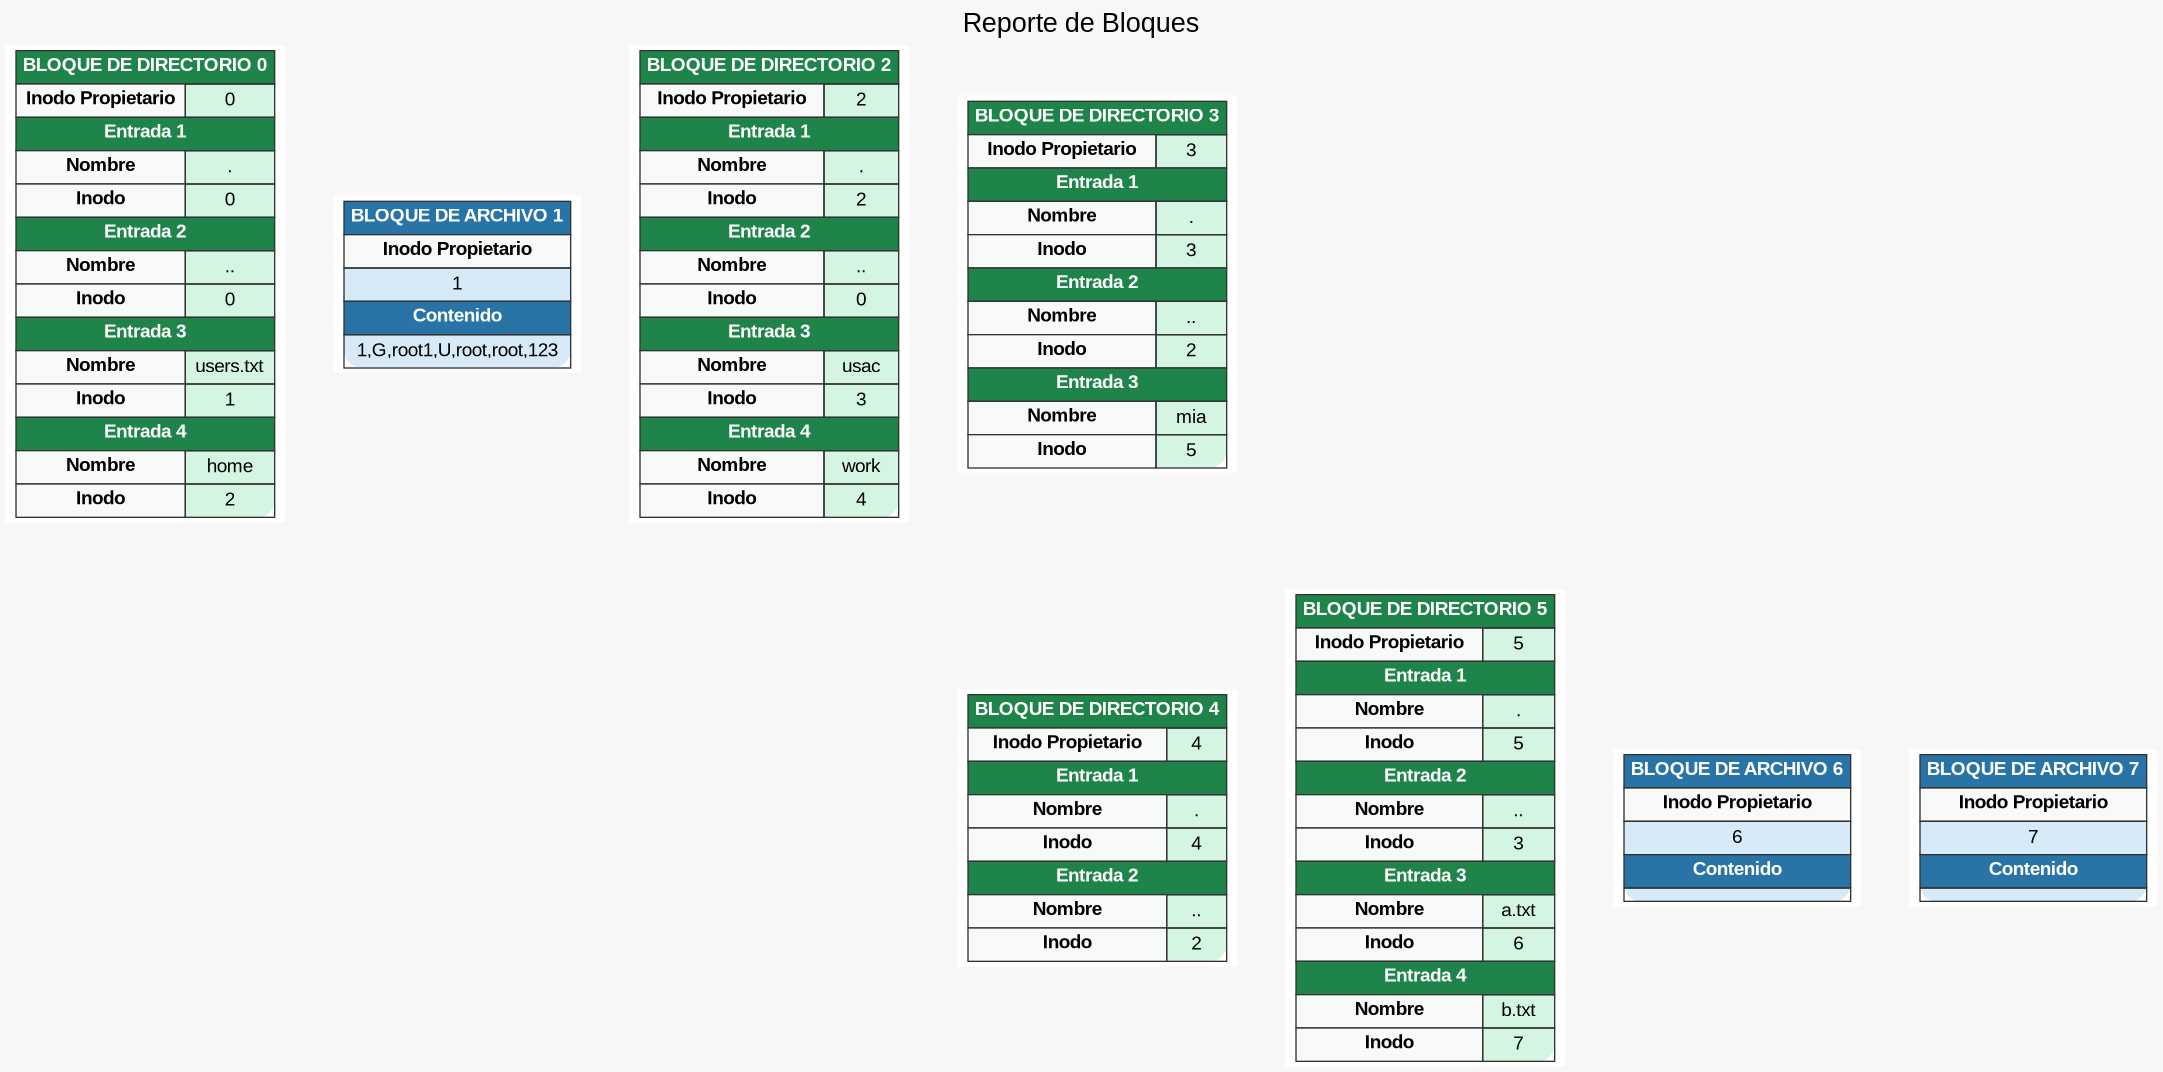 Reporte de Bloques
BLOQUE DE DIRECTORIO 0
Inodo Propietario 0
Entrada 1
Nombre .
Inodo 0
Entrada 2
Nombre ..
Inodo 0
Entrada 3
Nombre users.txt
Inodo 1
Entrada 4
Nombre home
Inodo 2
BLOQUE DE ARCHIVO 1
Inodo Propietario
1
Contenido
1,G,root1,U,root,root,123
BLOQUE DE DIRECTORIO 2
Inodo Propietario 2
Entrada 1
Nombre .
Inodo 2
Entrada 2
Nombre ..
Inodo 0
Entrada 3
Nombre usac
Inodo 3
Entrada 4
Nombre work
Inodo 4
BLOQUE DE DIRECTORIO 3
Inodo Propietario 3
Entrada 1
Nombre .
Inodo 3
Entrada 2
Nombre ..
Inodo 2
Entrada 3
Nombre mia
Inodo 5
BLOQUE DE DIRECTORIO 4
Inodo Propietario 4
Entrada 1
Nombre .
Inodo 4
Entrada 2
Nombre ..
Inodo 2
BLOQUE DE DIRECTORIO 5
Inodo Propietario 5
Entrada 1
Nombre .
Inodo 5
Entrada 2
Nombre ..
Inodo 3
Entrada 3
Nombre a.txt
Inodo 6
Entrada 4
Nombre b.txt
Inodo 7
BLOQUE DE ARCHIVO 6
Inodo Propietario
6
Contenido
BLOQUE DE ARCHIVO 7
Inodo Propietario
7
Contenido